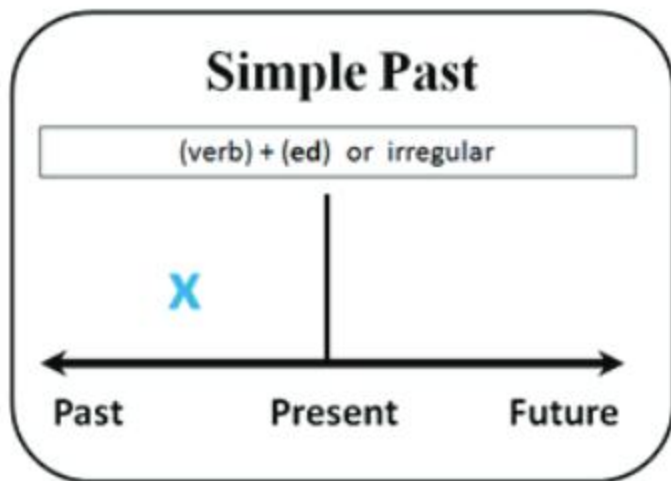 Simple Past
(verb) + (ed) or irregular
X
Past Present Future